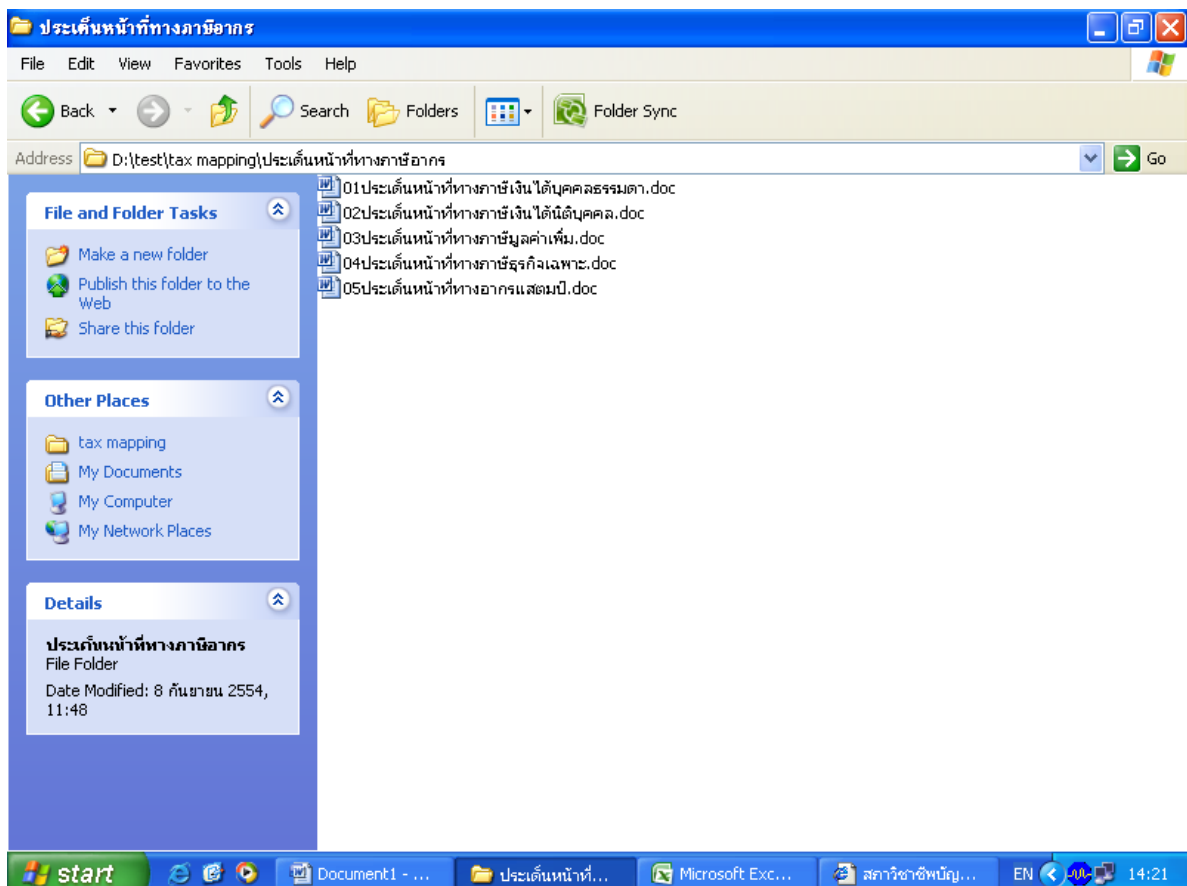 ประเด็นหน้าที่ทางภาษีอากร
File Edit View Favorites Tools Help
Back Search Folders Folder Sync
Address D:\test\tax mapping\ประเด็นหน้าที่ทางภาษีอากร Go
File and Folder Tasks
Make a new folder
Publish this folder to the
Web
Share this folder
Other Places
tax mapping
My Documents
My Computer
My Network Places
Details
ประเด็นหน้าที่ทางภาษีอากร
File Folder
Date Modified: 8 กันยายน 2554,
11:48
01ประเด็นหน้าที่ทางภาษีเงินได้บุคคลธรรมดา.doc
02ประเด็นหน้าที่ทางภาษีเงินได้นิติบุคคล.doc
03ประเด็นหน้าที่ทางภาษีมูลค่าเพิ่ม.doc
04ประเด็นหน้าที่ทางภาษีธุรกิจเฉพาะ.doc
05ประเด็นหน้าที่ทางอากรแสตมป์.doc
start Document1 - ... ประเด็นหน้าที่... Microsoft Exc... สภาวิชาชีพบัญ... EN 14:21